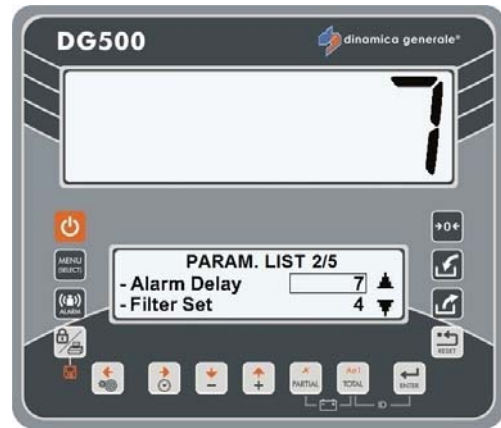 DG500
dinamica generale®
7
→0←
MENU
(SELECT)
ALARM
PARAM. LIST 2/5
- Alarm Delay 7
- Filter Set 4
RESET
PARTIAL
TOTAL
ENTER
ID